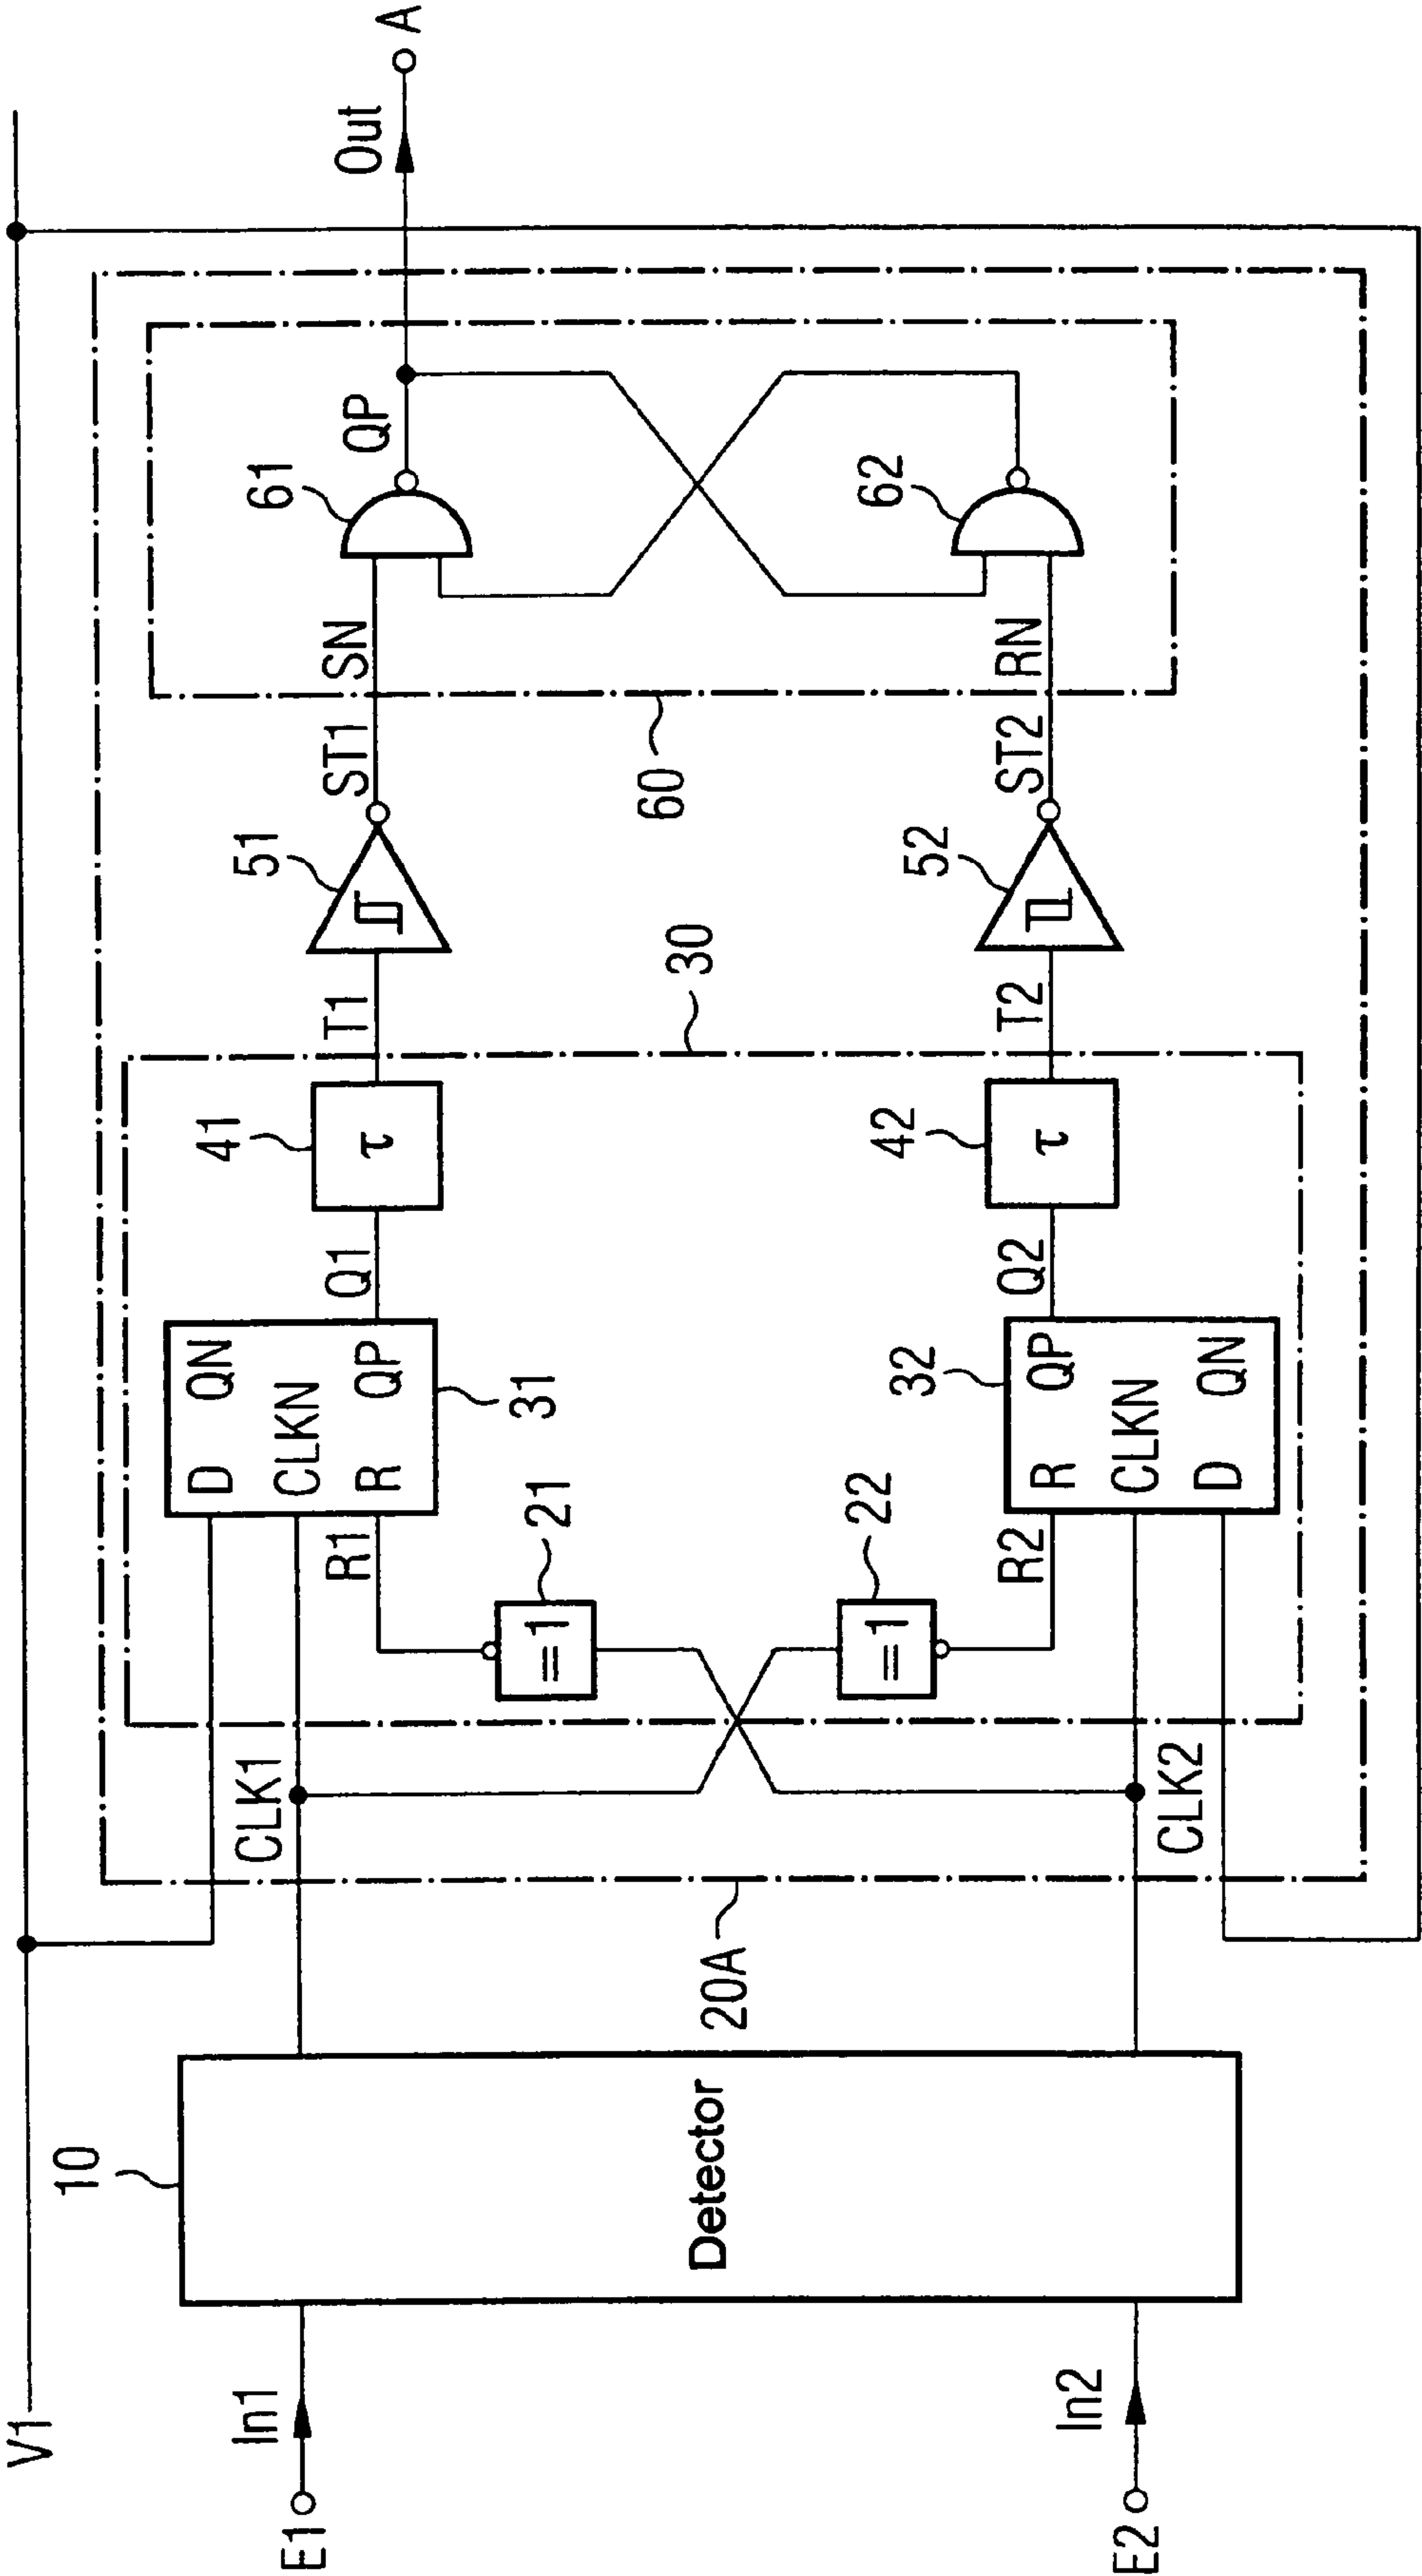 V1
E1
In1
E2
In2
10
Detector
20A
CLK1
CLK2
=1
21
=1
22
R1
R2
D QN
CLKN
R QP
31
R QP
CLKN
D QN
32
Q1
Q2
τ
41
τ
42
30
T1
T2
51
52
ST1
ST2
60
SN
RN
61
62
QP
Out
A